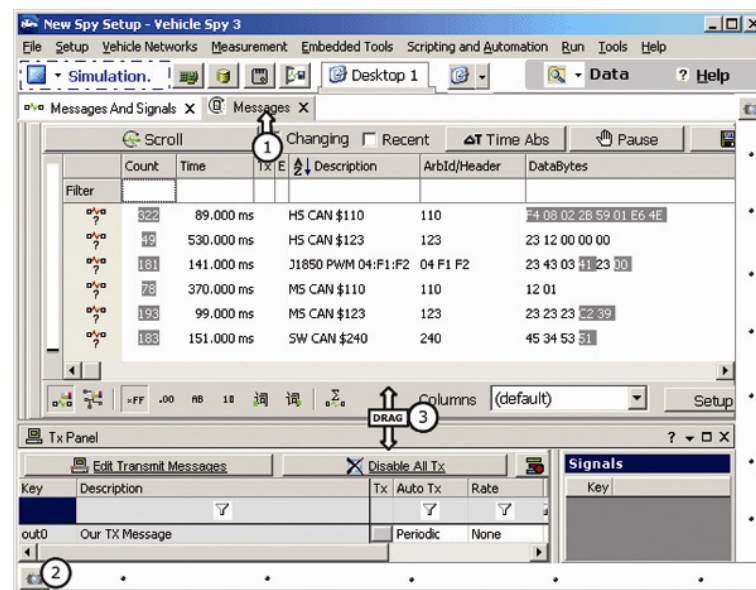 New Spy Setup - Vehicle Spy 3
File Setup Vehicle Networks Measurement Embedded Tools Scripting and Automation Run Tools Help
Simulation. Desktop 1 Data ? Help
Messages And Signals X Messages X
Scroll Changing Recent ΔT Time Abs Pause
1
Count Time Tx E AZ Description ArbId/Header DataBytes
Filter
? 322 89.000 ms HS CAN $110 110 F4 08 02 2B 59 01 E6 4E
? 49 530.000 ms HS CAN $123 123 23 12 00 00 00
? 181 141.000 ms J1850 PWM 04:F1:F2 04 F1 F2 23 43 03 41 23 00
? 78 370.000 ms MS CAN $110 110 12 01
? 193 99.000 ms MS CAN $123 123 23 23 23 C2 39
? 183 151.000 ms SW CAN $240 240 45 34 53 51
×FF .00 AB 10 词 词 Σ Columns (default) Setup
DRAG 3
Tx Panel ? X
Edit Transmit Messages Disable All Tx Signals
Key Description Tx Auto Tx Rate Key
out0 Our TX Message Periodic None
2